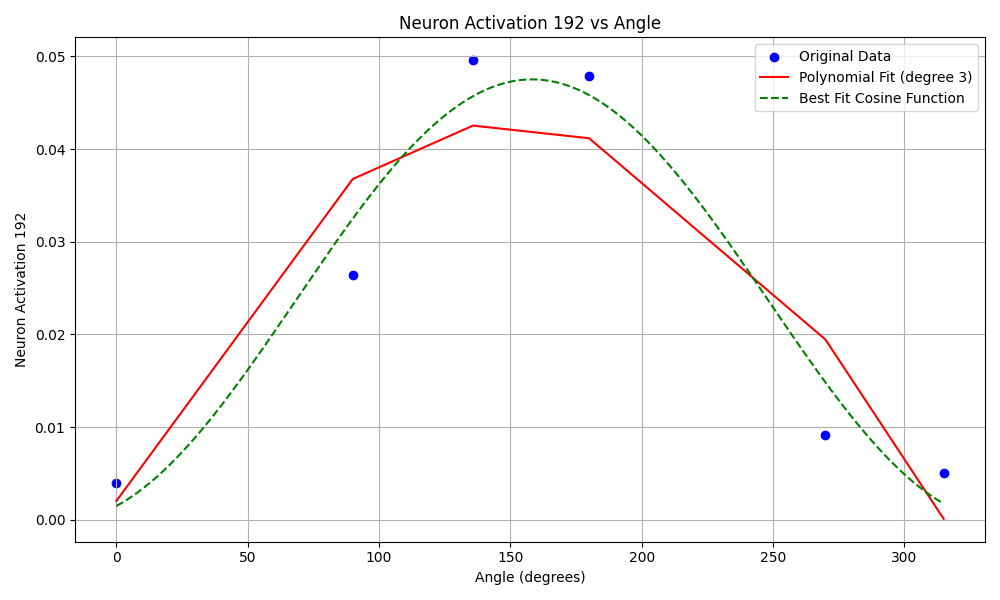 Neuron Activation 192 vs Angle
Original Data
Polynomial Fit (degree 3)
Best Fit Cosine Function
Neuron Activation 192
0.05
0.04
0.03
0.02
0.01
0.00
0 50 100 150 200 250 300
Angle (degrees)